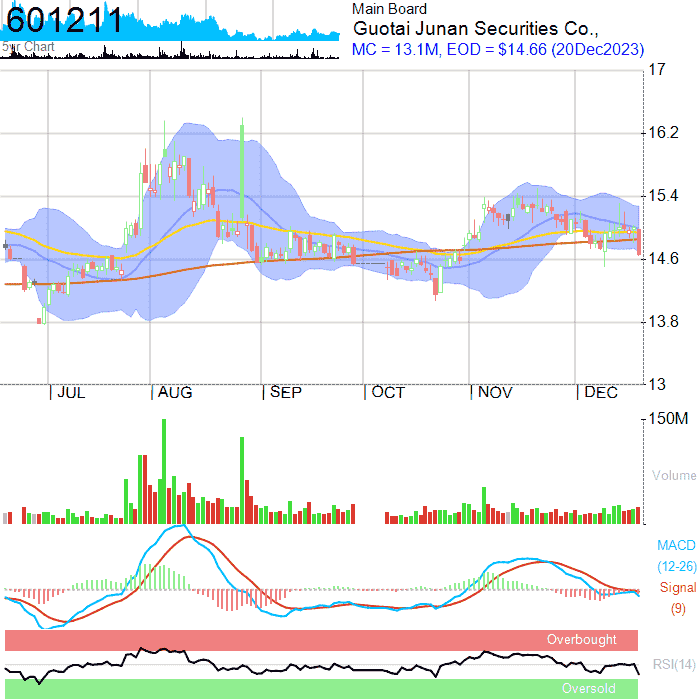 601211
5yr Chart
Main Board
Guotai Junan Securities Co.,
MC = 13.1M, EOD = $14.66 (20Dec2023)
17
16.2
15.4
14.6
13.8
13
JUL AUG SEP OCT NOV DEC
150M
Volume
MACD
(12-26)
Signal
(9)
Overbought
RSI(14)
Oversold